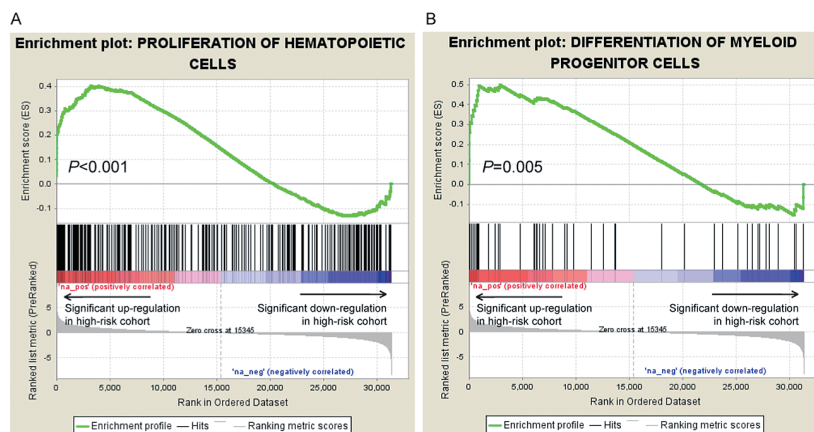 A
Enrichment plot: PROLIFERATION OF HEMATOPOIETIC
CELLS
Enrichment score (ES)
0.4
0.3
0.2
0.1
0.0
-0.1
P<0.001
'na_pos' (positively correlated)
Significant up-regulation
in high-risk cohort
Significant down-regulation
in high-risk cohort
Zero cross at 15345
'na_neg' (negatively correlated)
Ranked list metric (PreRanked)
5
0
-5
0
5,000
10,000
15,000
20,000
25,000
30,000
Rank in Ordered Dataset
Enrichment profile
Hits
Ranking metric scores
B
Enrichment plot: DIFFERENTIATION OF MYELOID
PROGENITOR CELLS
Enrichment score (ES)
0.5
0.4
0.3
0.2
0.1
0.0
-0.1
P=0.005
'na_pos' (positively correlated)
Significant up-regulation
in high-risk cohort
Significant down-regulation
in high-risk cohort
Zero cross at 15345
'na_neg' (negatively correlated)
Ranked list metric (PreRanked)
5
0
-5
0
5,000
10,000
15,000
20,000
25,000
30,000
Rank in Ordered Dataset
Enrichment profile
Hits
Ranking metric scores